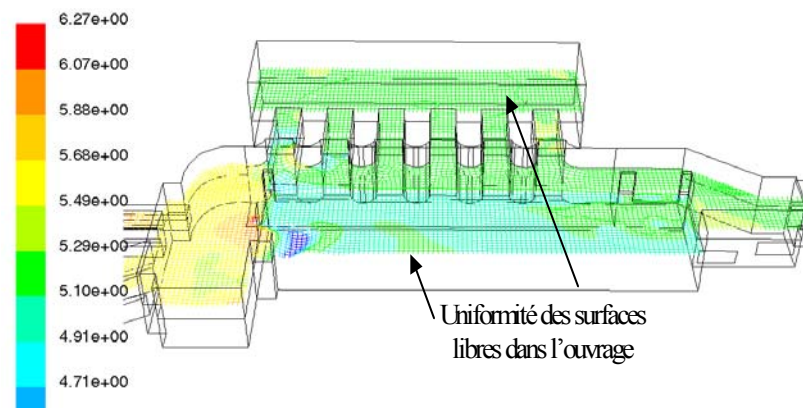 6.27e+00
6.07e+00
5.88e+00
5.68e+00
5.49e+00
5.29e+00
5.10e+00
4.91e+00
4.71e+00
Uniformité des surfaces
libres dans l'ouvrage